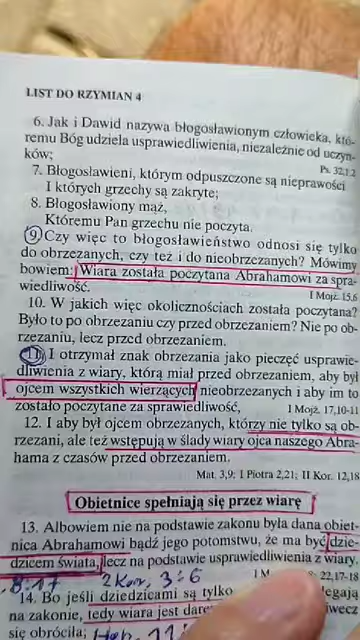 LIST DO RZYMIAN 4
6. Jak i Dawid nazywa błogosławionym człowieka, któ-
remu Bóg udziela usprawiedliwienia, niezależnie od uczyn-
ków;
Ps. 32,1.2
7. Błogosławieni, którym odpuszczone są nieprawości
I których grzechy są zakryte;
8. Błogosławiony mąż,
Któremu Pan grzechu nie poczyta.
9 Czy więc to błogosławieństwo odnosi się tylko
do obrzezanych, czy też i do nieobrzezanych? Mówimy
bowiem: Wiara została poczytana Abrahamowi za spra-
wiedliwość.
I Mojż. 15,6
10. W jakich więc okolicznościach została poczytana?
Było to po obrzezaniu czy przed obrzezaniem? Nie po ob-
rzezaniu, lecz przed obrzezaniem.
11 I otrzymał znak obrzezania jako pieczęć usprawie-
dliwienia z wiary, którą miał przed obrzezaniem, aby był
ojcem wszystkich wierzących nieobrzezanych i aby im to
zostało poczytane za sprawiedliwość,
I Mojż. 17,10-11
12. I aby był ojcem obrzezanych, którzy nie tylko są ob-
rzezani, ale też wstępują w ślady wiary ojca naszego Abra-
hama z czasów przed obrzezaniem.
Mat. 3,9; I Piotra 2,21; II Kor. 12,18
Obietnice spełniają się przez wiarę
13. Albowiem nie na podstawie zakonu była dana obiet-
nica Abrahamowi bądź jego potomstwu, że ma być dzie-
dzicem świata, lecz na podstawie usprawiedliwienia z wiary.
8:17 2 Kor. 3:6
22,17-18
14. Bo jeśli dziedzicami są tylko
legają
na zakonie, tedy wiara jest
się obróciła;